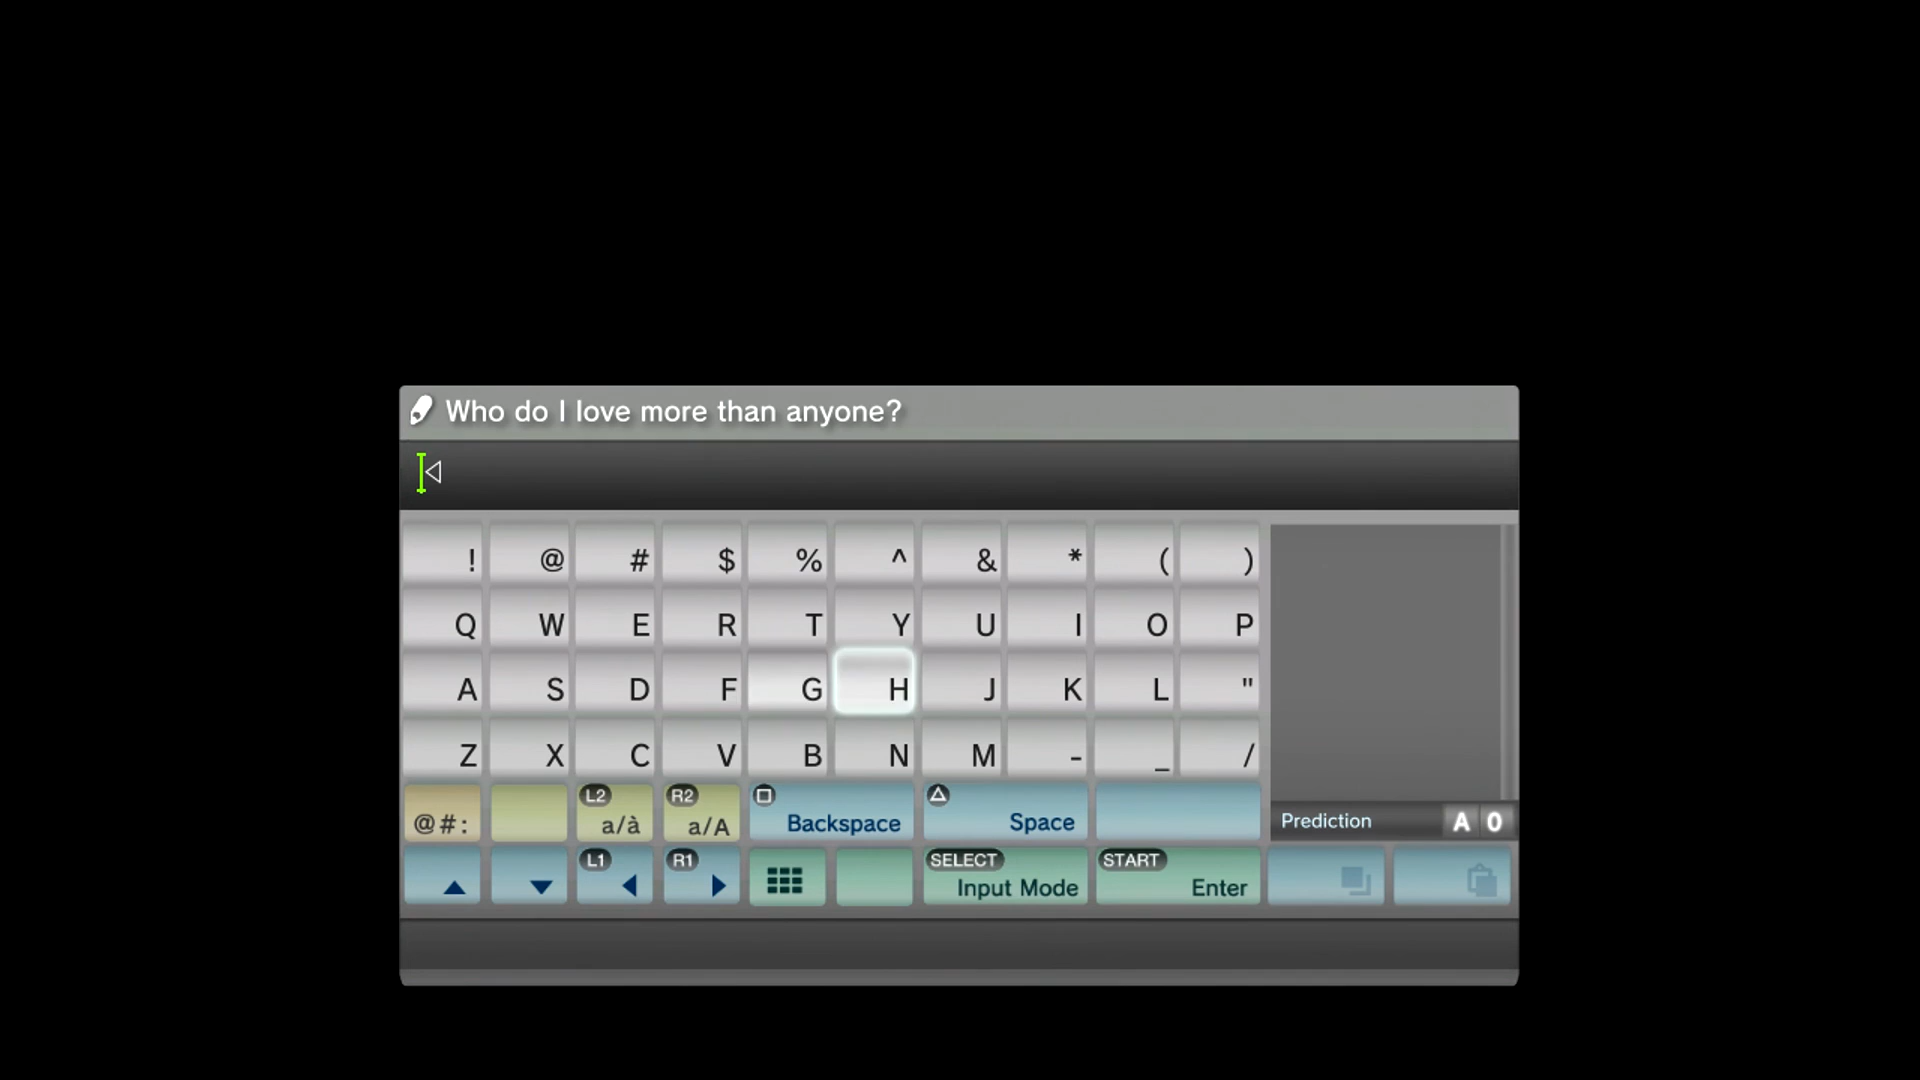 Who do I love more than anyone?
! @ # $ % ^ & * ( )
Q W E R T Y U I O P
A S D F G H J K L "
Z X C V B N M - _ /
@#: L2 a/à R2 a/A Backspace Space Prediction A 0
L1 R1 SELECT Input Mode START Enter